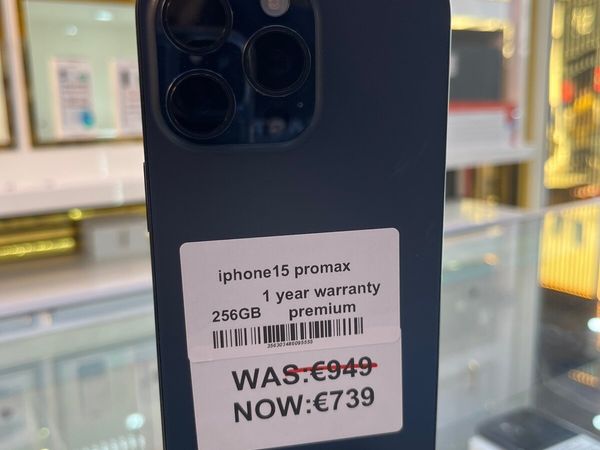 iphone15 promax
1 year warranty
256GB premium
WAS:€949
NOW:€739